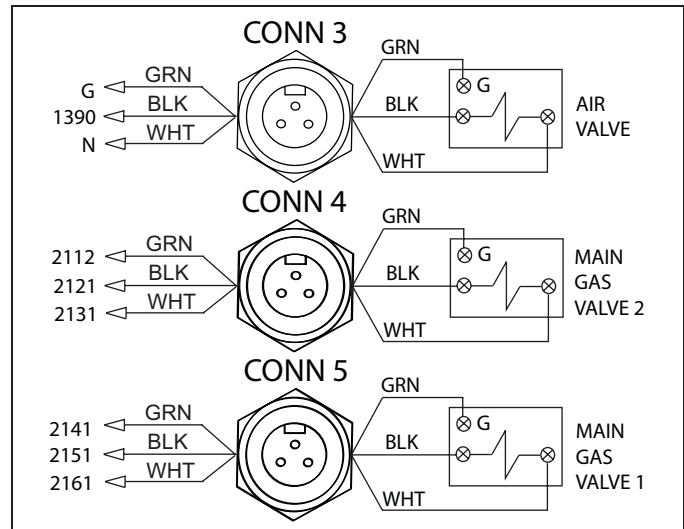 CONN 3
G GRN
1390 BLK
N WHT
GRN
BLK
WHT
G
AIR
VALVE
CONN 4
2112 GRN
2121 BLK
2131 WHT
GRN
BLK
WHT
G
MAIN
GAS
VALVE 2
CONN 5
2141 GRN
2151 BLK
2161 WHT
GRN
BLK
WHT
G
MAIN
GAS
VALVE 1